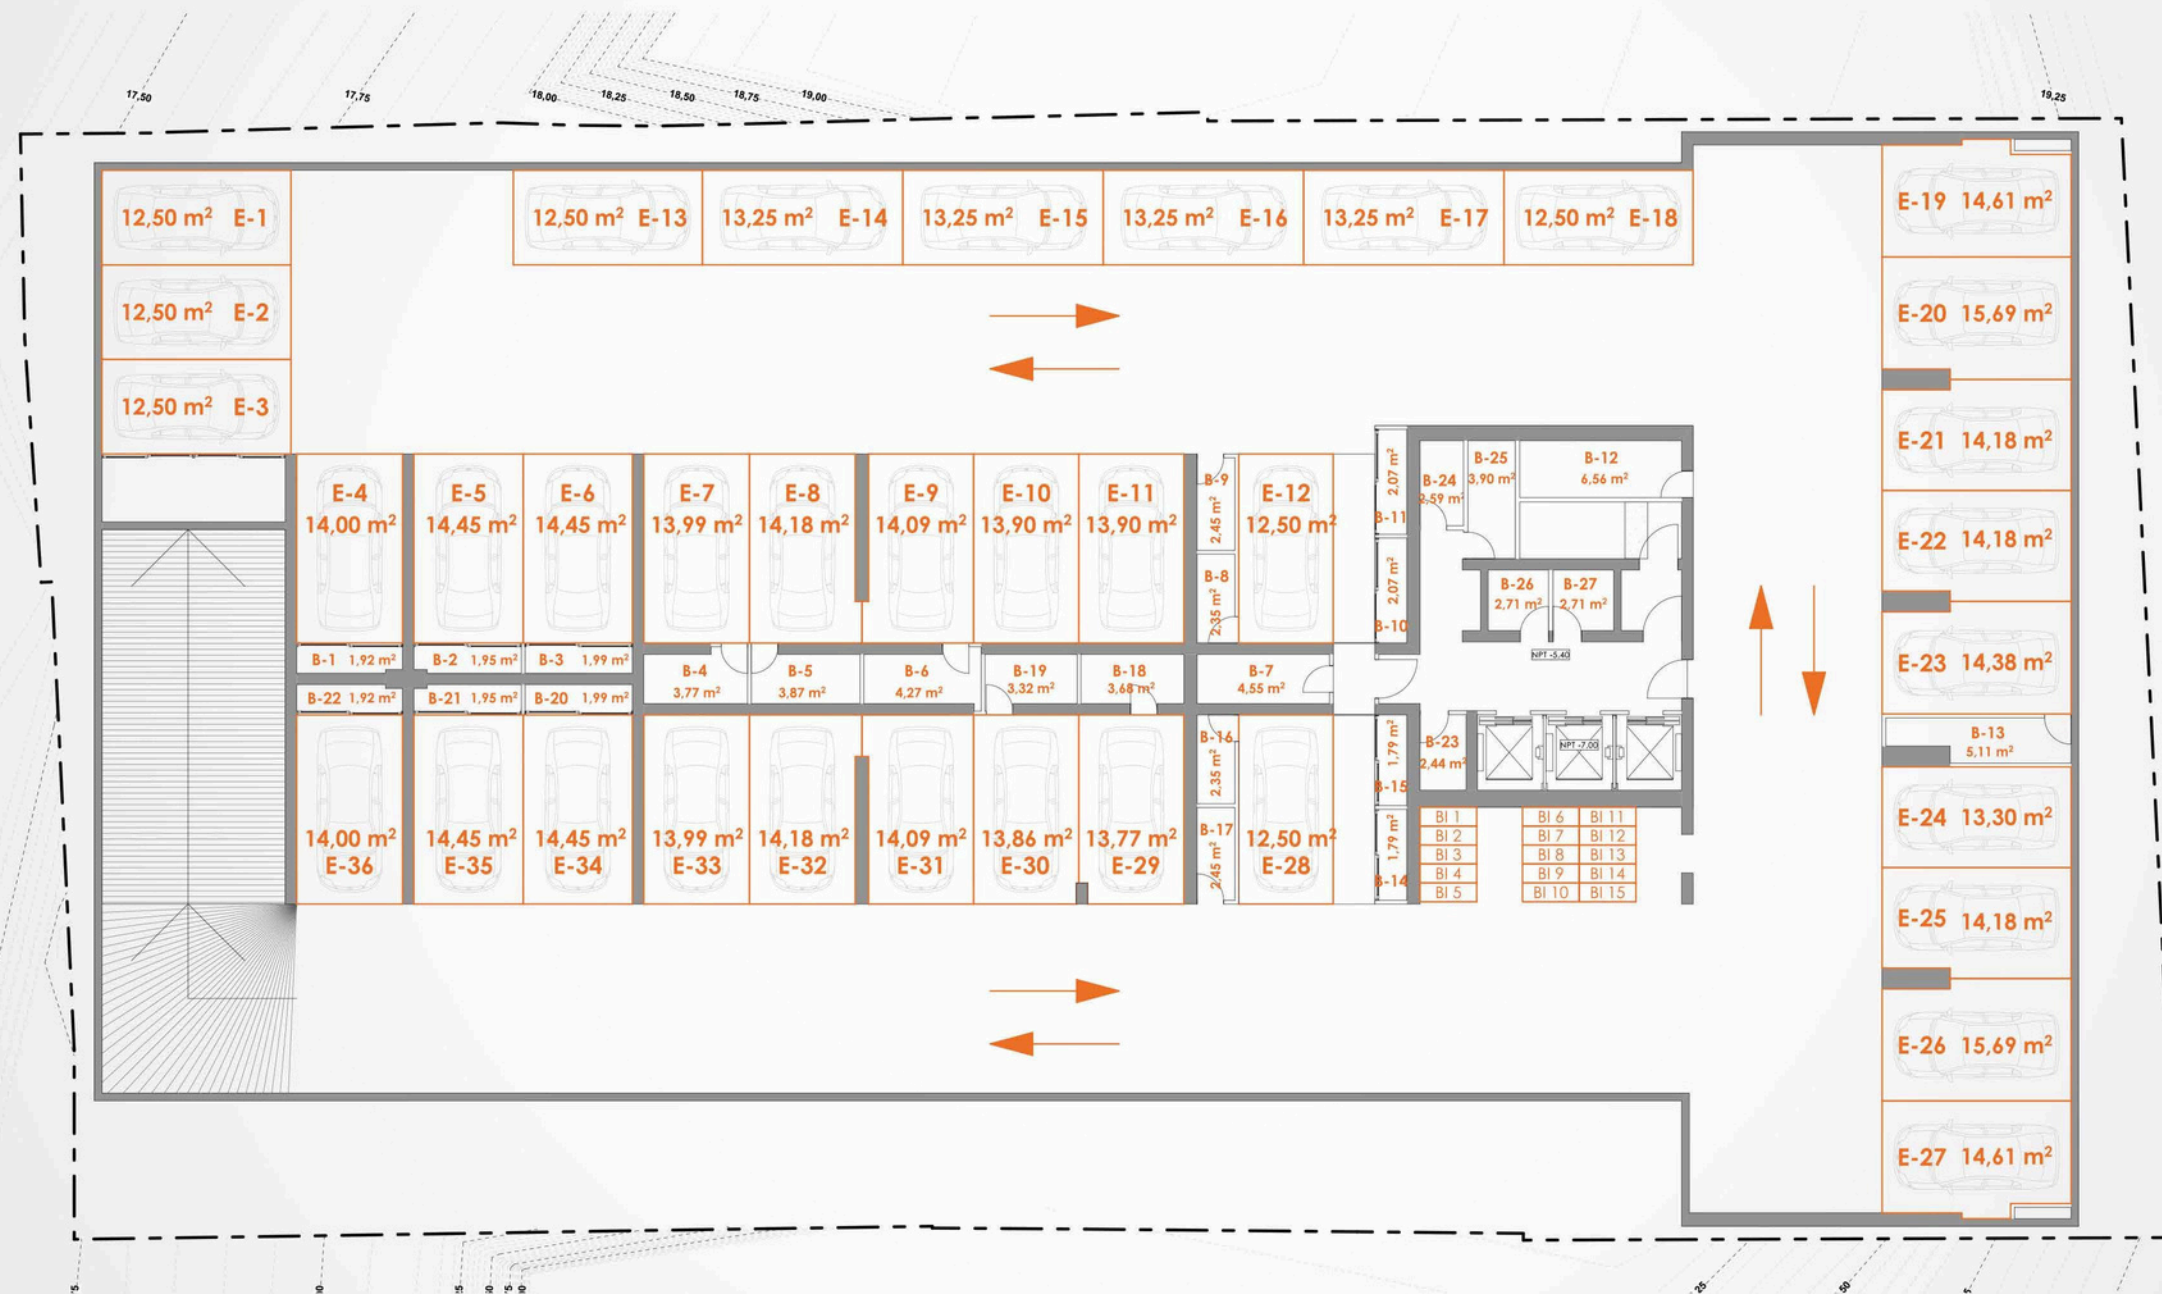 17,50
17,75
18,00
18,25
18,50
18,75
19,00
19,25
12,50 m² E-1
12,50 m² E-2
12,50 m² E-3
12,50 m² E-13
13,25 m² E-14
13,25 m² E-15
13,25 m² E-16
13,25 m² E-17
12,50 m² E-18
E-19 14,61 m²
E-20 15,69 m²
E-21 14,18 m²
E-22 14,18 m²
E-23 14,38 m²
B-13
5,11 m²
E-24 13,30 m²
E-25 14,18 m²
E-26 15,69 m²
E-27 14,61 m²
E-4
14,00 m²
E-5
14,45 m²
E-6
14,45 m²
E-7
13,99 m²
E-8
14,18 m²
E-9
14,09 m²
E-10
13,90 m²
E-11
13,90 m²
B-9
2,45 m²
B-8
2,35 m²
E-12
12,50 m²
2,07 m²
B-11
2,07 m²
B-10
B-24
2,59 m²
B-25
3,90 m²
B-12
6,56 m²
B-26
2,71 m²
B-27
2,71 m²
NPT -5,40
B-1 1,92 m²
B-2 1,95 m²
B-3 1,99 m²
B-22 1,92 m²
B-21 1,95 m²
B-20 1,99 m²
B-4
3,77 m²
B-5
3,87 m²
B-6
4,27 m²
B-19
3,32 m²
B-18
3,68 m²
B-7
4,55 m²
14,00 m²
E-36
14,45 m²
E-35
14,45 m²
E-34
13,99 m²
E-33
14,18 m²
E-32
14,09 m²
E-31
13,86 m²
E-30
13,77 m²
E-29
B-16
2,35 m²
B-17
2,45 m²
12,50 m²
E-28
1,79 m²
B-15
1,79 m²
B-14
B-23
2,44 m²
NPT -7,00
BI 1
BI 2
BI 3
BI 4
BI 5
BI 6
BI 7
BI 8
BI 9
BI 10
BI 11
BI 12
BI 13
BI 14
BI 15